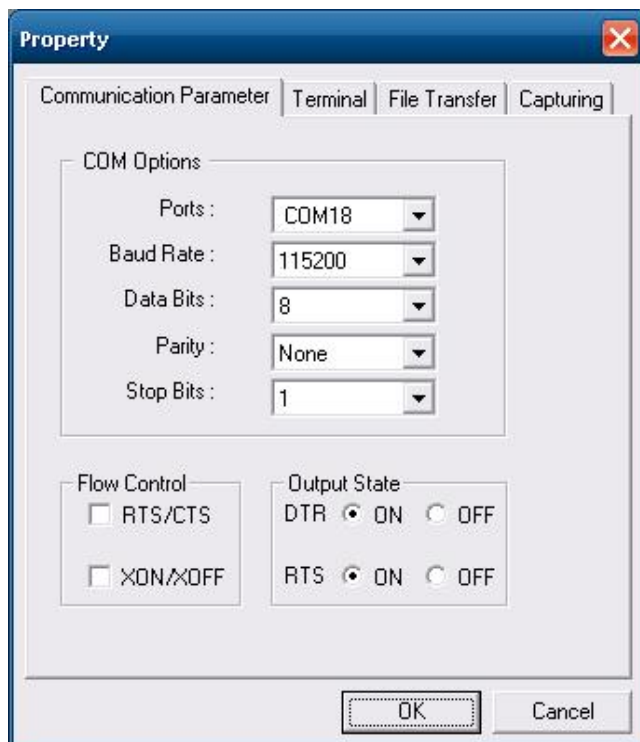 Property
Communication Parameter Terminal File Transfer Capturing
COM Options
Ports : COM18
Baud Rate : 115200
Data Bits : 8
Parity : None
Stop Bits : 1
Flow Control
RTS/CTS
XON/XOFF
Output State
DTR ON OFF
RTS ON OFF
OK Cancel